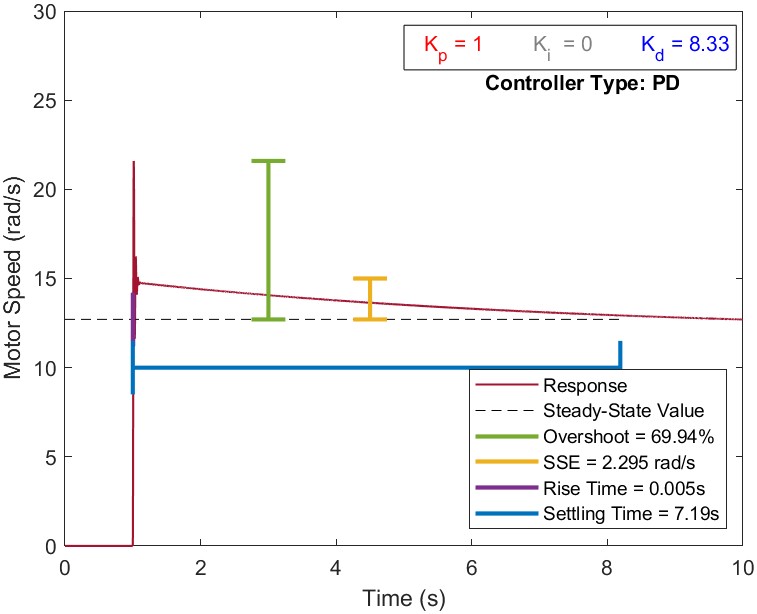 30
25
20
15
10
5
0
Motor Speed (rad/s)
Kp = 1 Ki = 0 Kd = 8.33
Controller Type: PD
Response
Steady-State Value
Overshoot = 69.94%
SSE = 2.295 rad/s
Rise Time = 0.005s
Settling Time = 7.19s
0 2 4 6 8 10
Time (s)